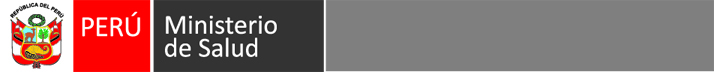 REPÚBLICA DEL PERÚ
PERÚ
Ministerio
de Salud